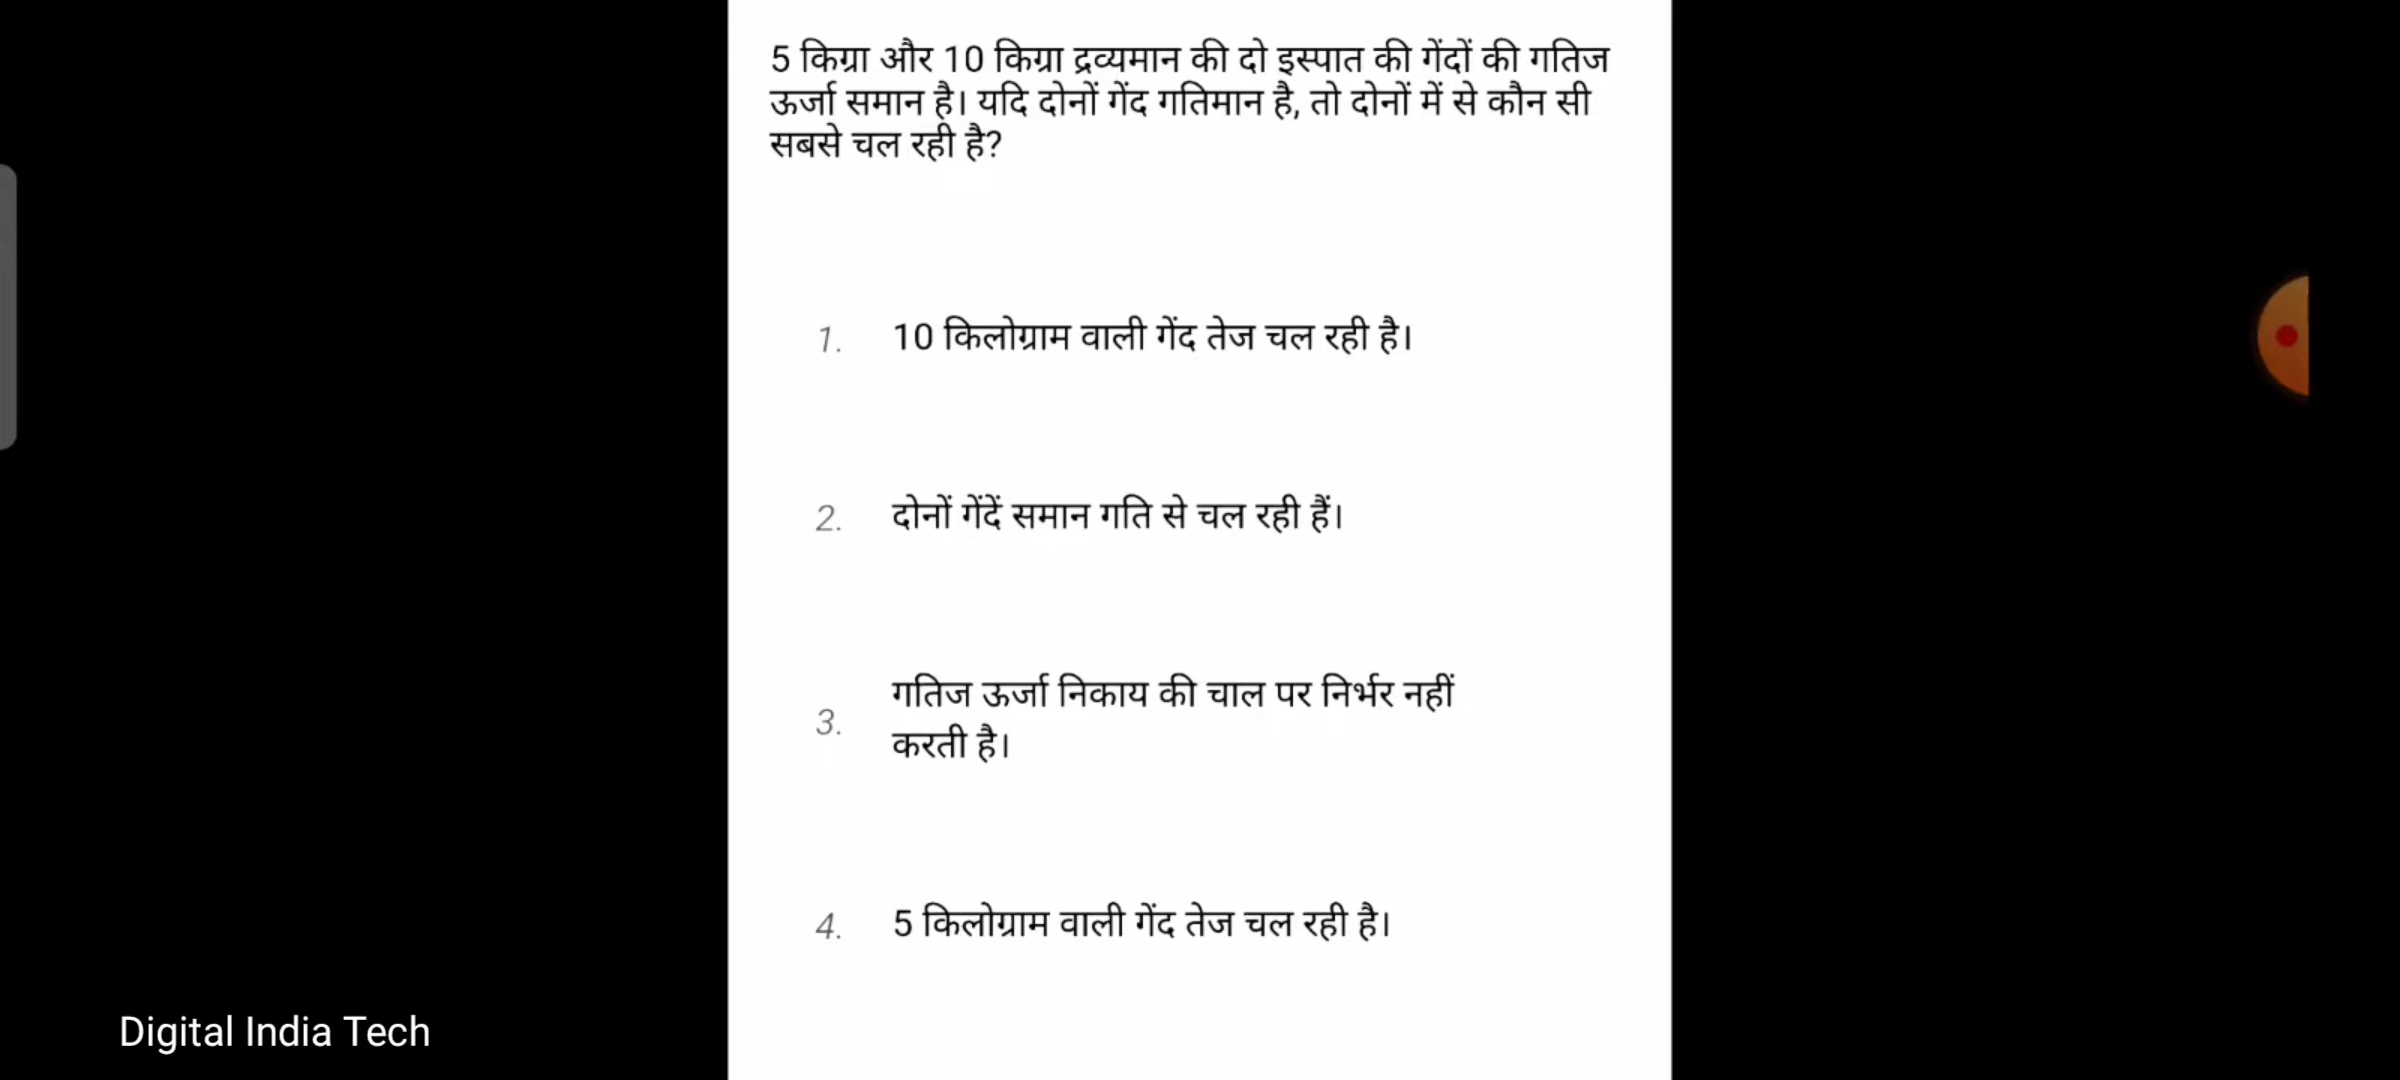 5 किग्रा और 10 किग्रा द्रव्यमान की दो इस्पात की गेंदों की गतिज
ऊर्जा समान है। यदि दोनों गेंद गतिमान है, तो दोनों में से कौन सी
सबसे चल रही है?
1. 10 किलोग्राम वाली गेंद तेज चल रही है।
2. दोनों गेंदें समान गति से चल रही हैं।
3. गतिज ऊर्जा निकाय की चाल पर निर्भर नहीं
करती है।
4. 5 किलोग्राम वाली गेंद तेज चल रही है।
Digital India Tech